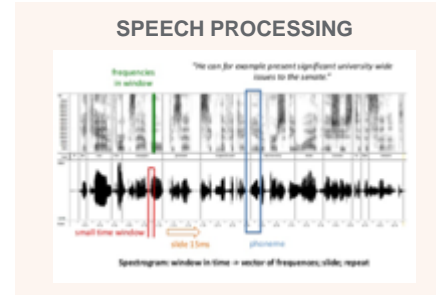 SPEECH PROCESSING
frequencies
in window
"He can for example present significant university wide
issues to the senate."
small time window
slide 15ms
phoneme
Spectrogram: window in time -> vector of frequencies; slide; repeat